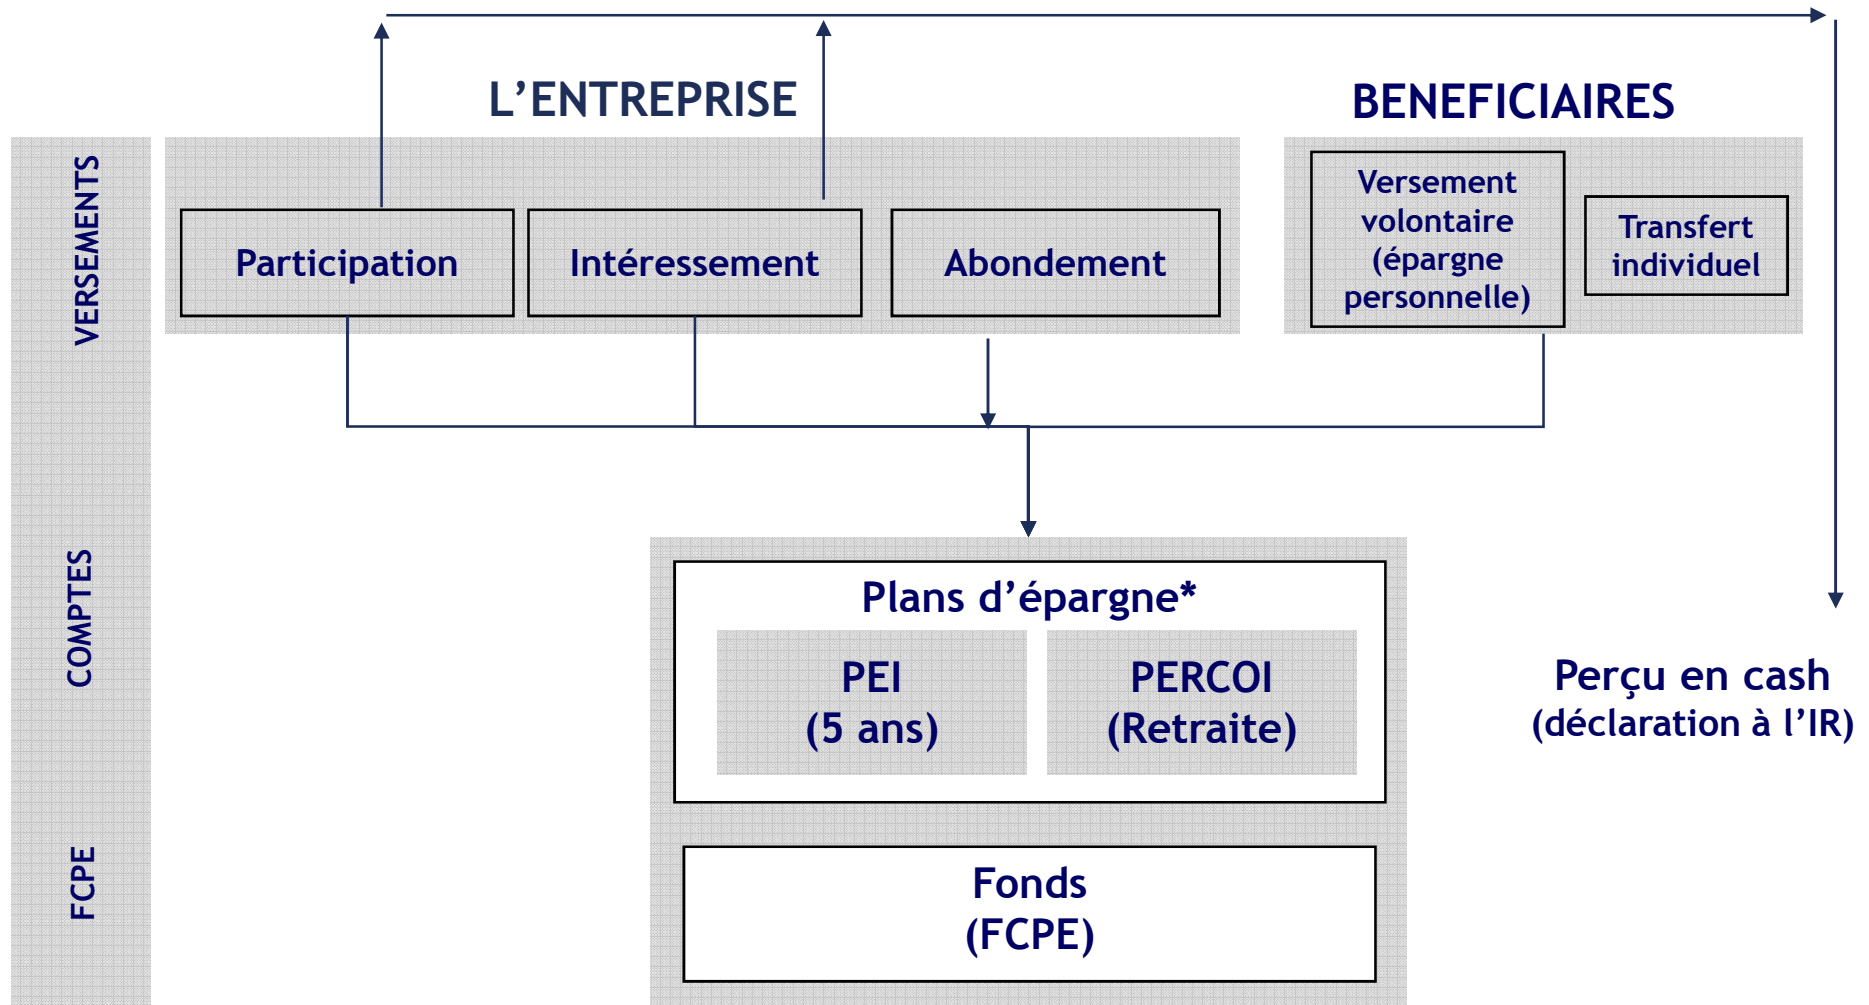 L’ENTREPRISE
BENEFICIAIRES
VERSEMENTS
Participation
Intéressement
Abondement
Versement
volontaire
(épargne
personnelle)
Transfert
individuel
COMPTES
Plans d’épargne*
PEI
(5 ans)
PERCOI
(Retraite)
Perçu en cash
(déclaration à l’IR)
FCPE
Fonds
(FCPE)